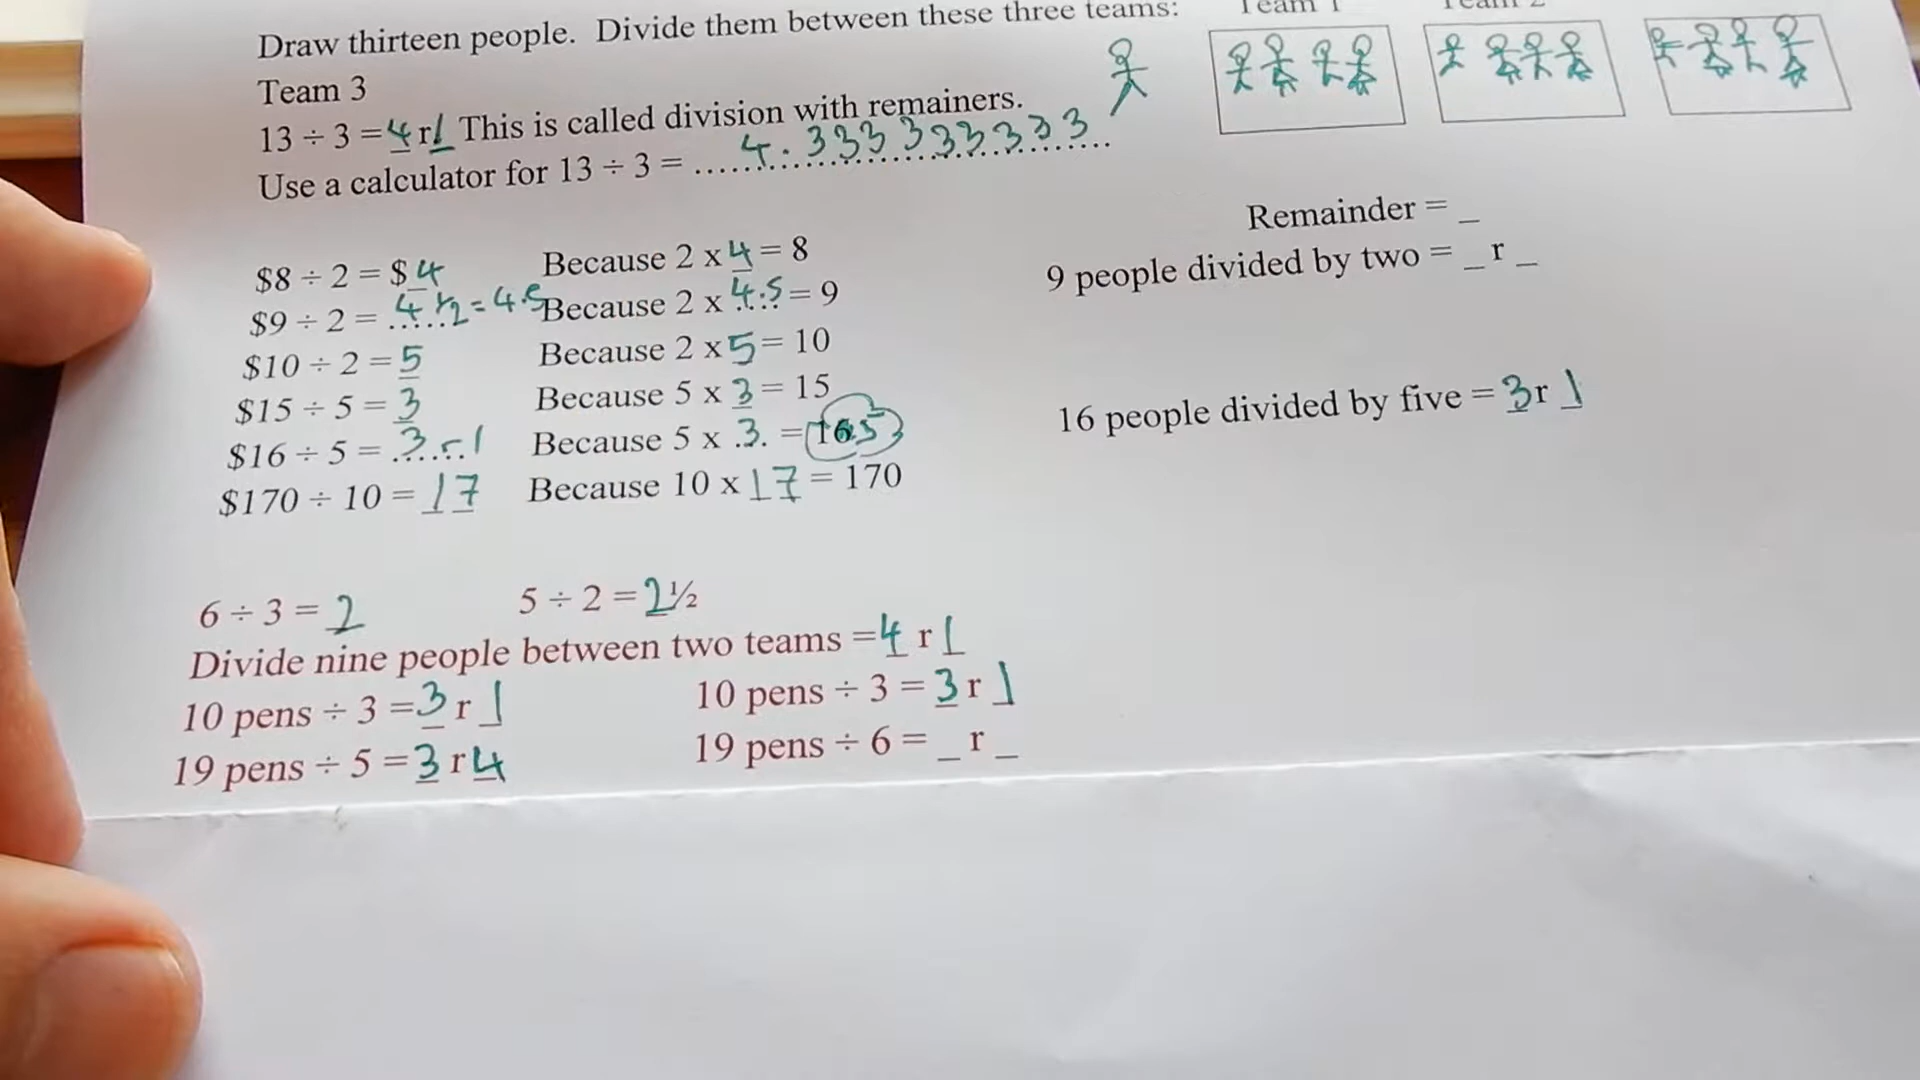 Draw thirteen people. Divide them between these three teams: Team 1 Team 2
Team 3
13 ÷ 3 = 4 r 1 This is called division with remainers.
Use a calculator for 13 ÷ 3 = 4.333333333
Remainder = _
$8 ÷ 2 = $4 Because 2 x 4 = 8
9 people divided by two = _ r _
$9 ÷ 2 = 4 1/2 = 4.5 Because 2 x 4.5 = 9
$10 ÷ 2 = 5 Because 2 x 5 = 10
$15 ÷ 5 = 3 Because 5 x 3 = 15
16 people divided by five = 3 r 1
$16 ÷ 5 = 3 r 1 Because 5 x .3. =
$170 ÷ 10 = 17 Because 10 x 17 = 170
6 ÷ 3 = 2 5 ÷ 2 = 2½
Divide nine people between two teams = 4 r 1
10 pens ÷ 3 = 3 r 1 10 pens ÷ 3 = 3 r 1
19 pens ÷ 5 = 3 r 4 19 pens ÷ 6 = _ r _